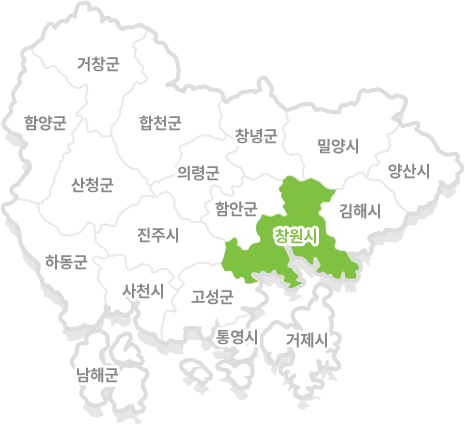 거창군
함양군
합천군
창녕군
밀양시
양산시
산청군
의령군
함안군
김해시
진주시
창원시
하동군
사천시
고성군
통영시
거제시
남해군